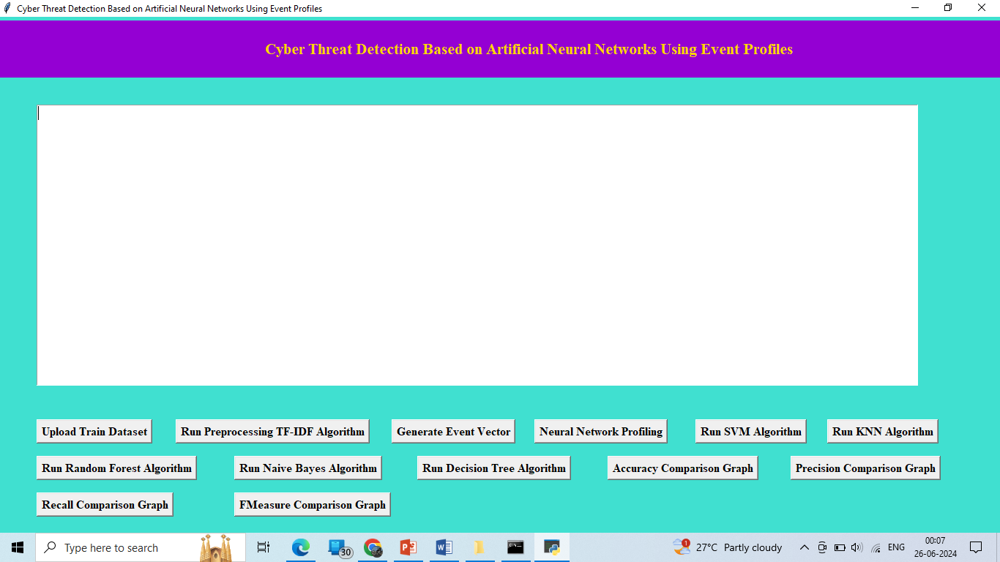 Cyber Threat Detection Based on Artificial Neural Networks Using Event Profiles
Cyber Threat Detection Based on Artificial Neural Networks Using Event Profiles
Upload Train Dataset Run Preprocessing TF-IDF Algorithm Generate Event Vector Neural Network Profiling Run SVM Algorithm Run KNN Algorithm
Run Random Forest Algorithm Run Naive Bayes Algorithm Run Decision Tree Algorithm Accuracy Comparison Graph Precision Comparison Graph
Recall Comparison Graph FMeasure Comparison Graph
Type here to search 30 1 27°C Partly cloudy ENG 00:07
26-06-2024